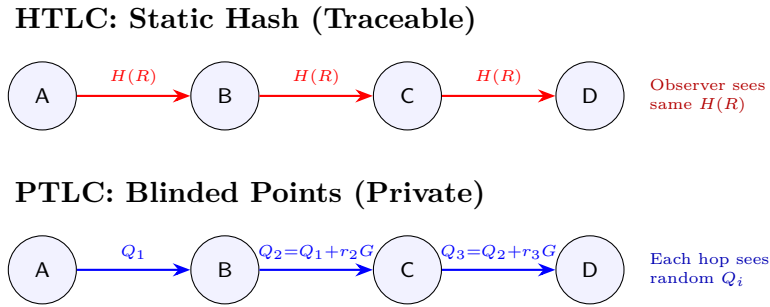 HTLC: Static Hash (Traceable)
H(R) H(R) H(R)
A B C D
Observer sees
same H(R)
PTLC: Blinded Points (Private)
Q₁ Q₂=Q₁+r₂G Q₃=Q₂+r₃G
A B C D
Each hop sees
random Qᵢ